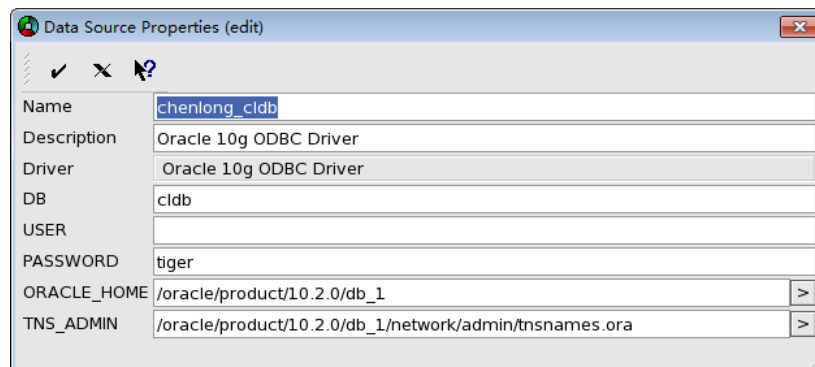 Data Source Properties (edit)
Name chenlong_cldb
Description Oracle 10g ODBC Driver
Driver Oracle 10g ODBC Driver
DB cldb
USER
PASSWORD tiger
ORACLE_HOME /oracle/product/10.2.0/db_1 >
TNS_ADMIN /oracle/product/10.2.0/db_1/network/admin/tnsnames.ora >